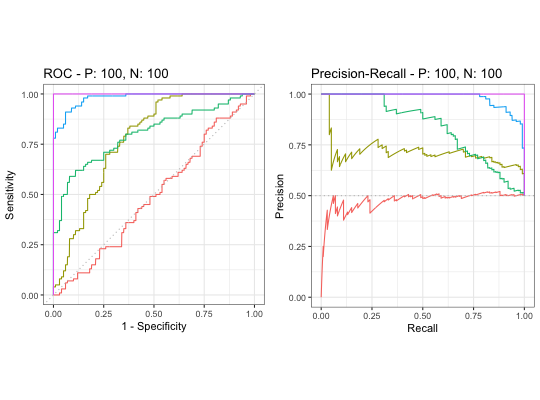 ROC - P: 100, N: 100
1.00
0.75
0.50
0.25
0.00
Sensitivity
0.00 0.25 0.50 0.75 1.00
1 - Specificity
Precision-Recall - P: 100, N: 100
1.00
0.75
0.50
0.25
0.00
Precision
0.00 0.25 0.50 0.75 1.00
Recall